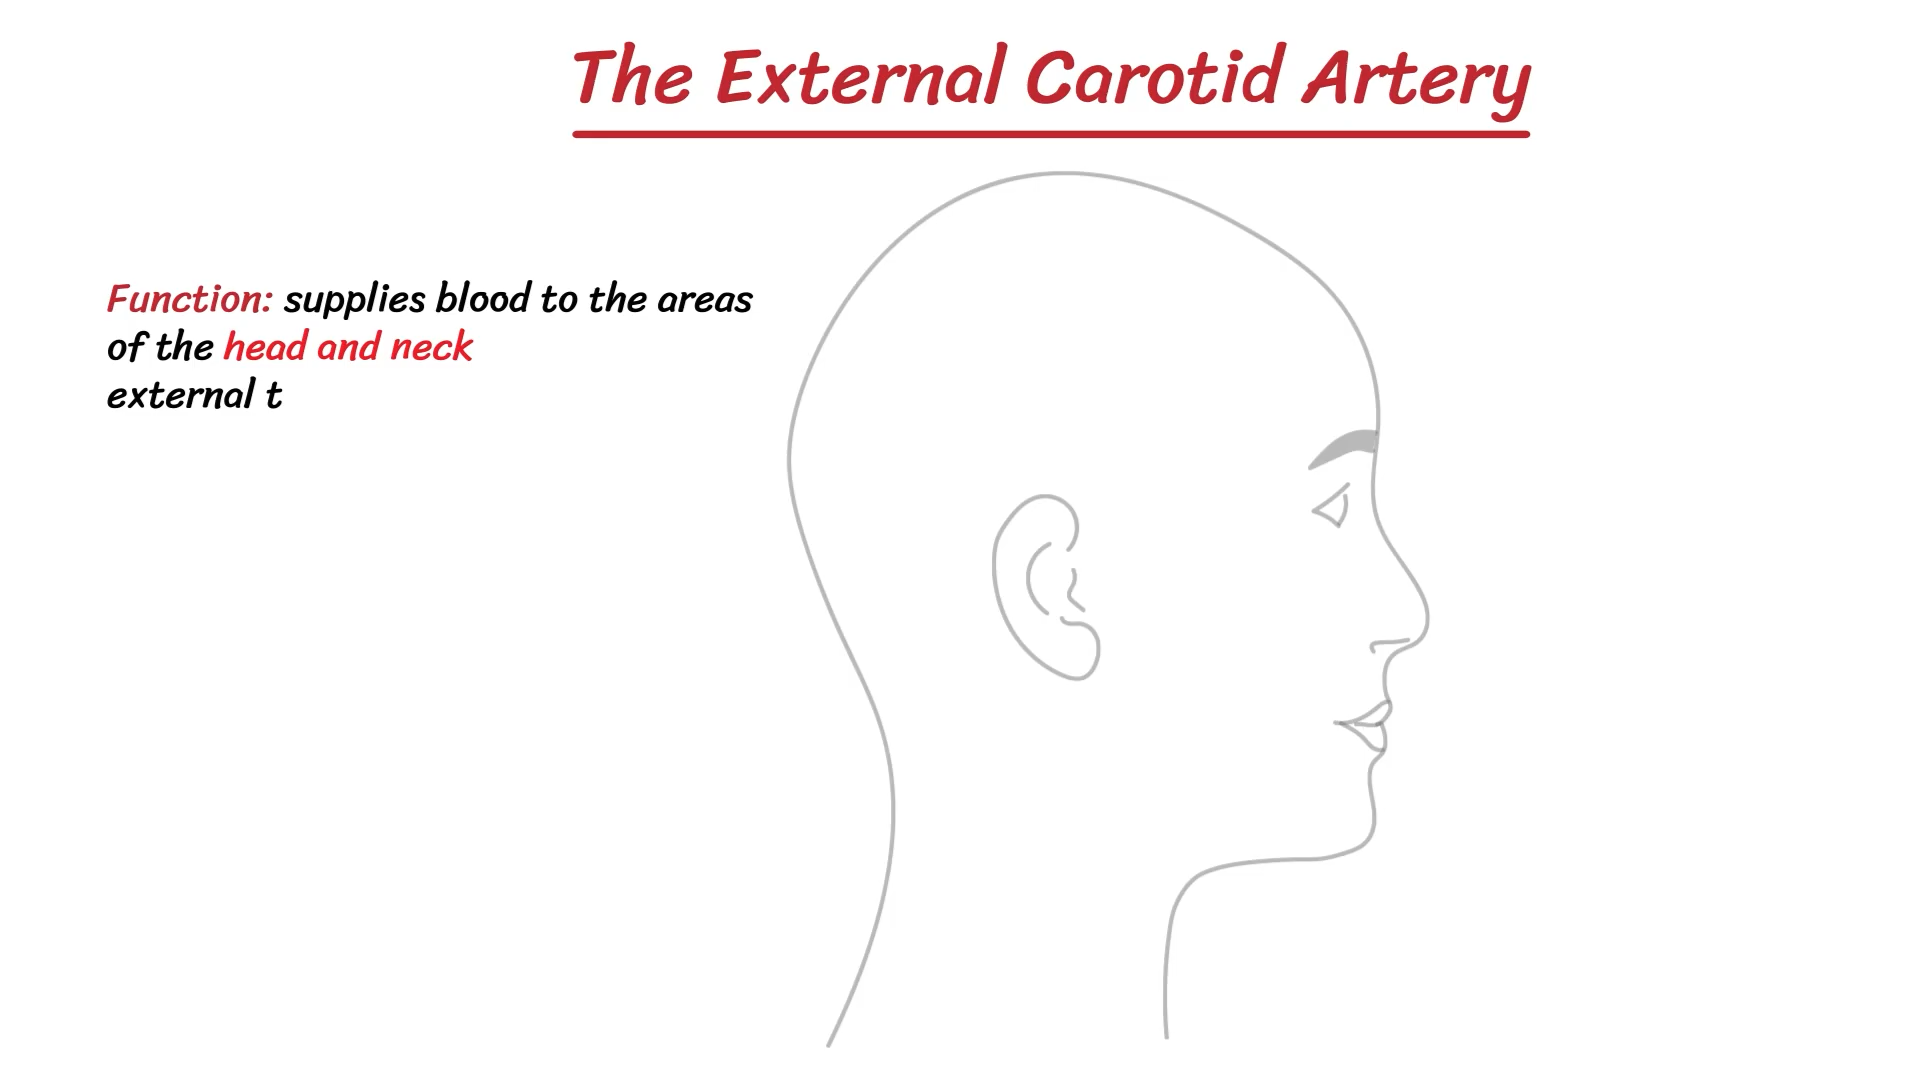 The External Carotid Artery
Function: supplies blood to the areas
of the head and neck
external t